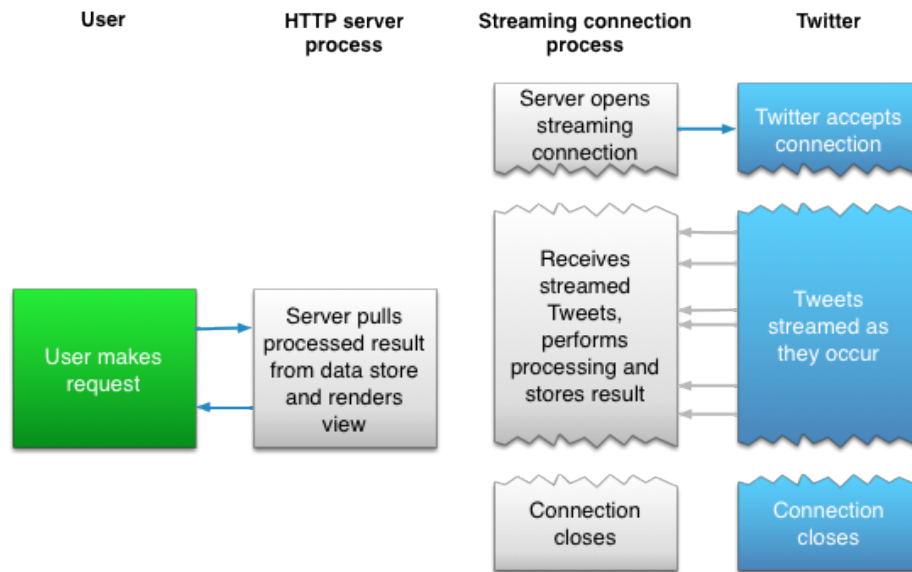 User
HTTP server
process
Streaming connection
process
Twitter
Server opens
streaming
connection
Twitter accepts
connection
User makes
request
Server pulls
processed result
from data store
and renders
view
Receives
streamed
Tweets,
performs
processing and
stores result
Tweets
streamed as
they occur
Connection
closes
Connection
closes